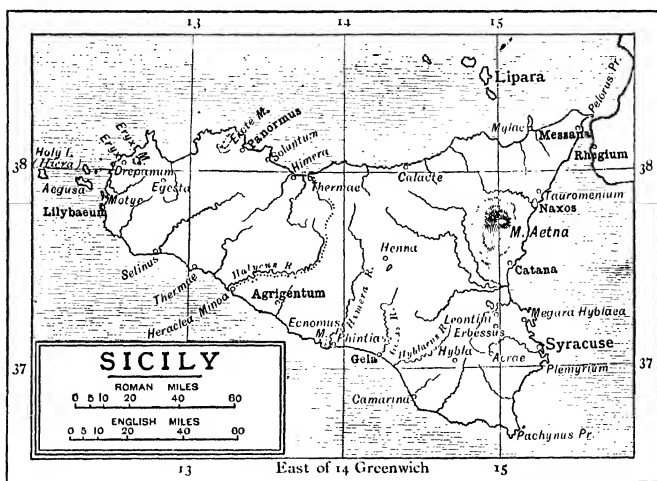 13 14 15
Lipara
Pelorus Pr.
Ercte M.
Panormus
Mylae
Messana
Eryx M.
Eryx
Soluntum
Himera
Rhegium
38 38
Holy I.
(Hiera)
Drepanum
Thermae
Calacte
Aegusa
Egesta
Tauromenium
Motye
Naxos
Lilybaeum
M. Aetna
Henna
Selinus
Halycus R.
Catana
Thermae
Himera R.
Heraclea Minoa
Agrigentum
Megara Hyblaea
Leontini
Ecnomus
M.
Phintias
Erbessus
Syracuse
Hyblarus R.
Gela
Hybla
Acrae
37 37
Plemyrium
Camarina
Pachynus Pr.
SICILY
ROMAN MILES
0 5 10 20 40 60
ENGLISH MILES
0 5 10 20 40 60
13 East of 14 Greenwich 15